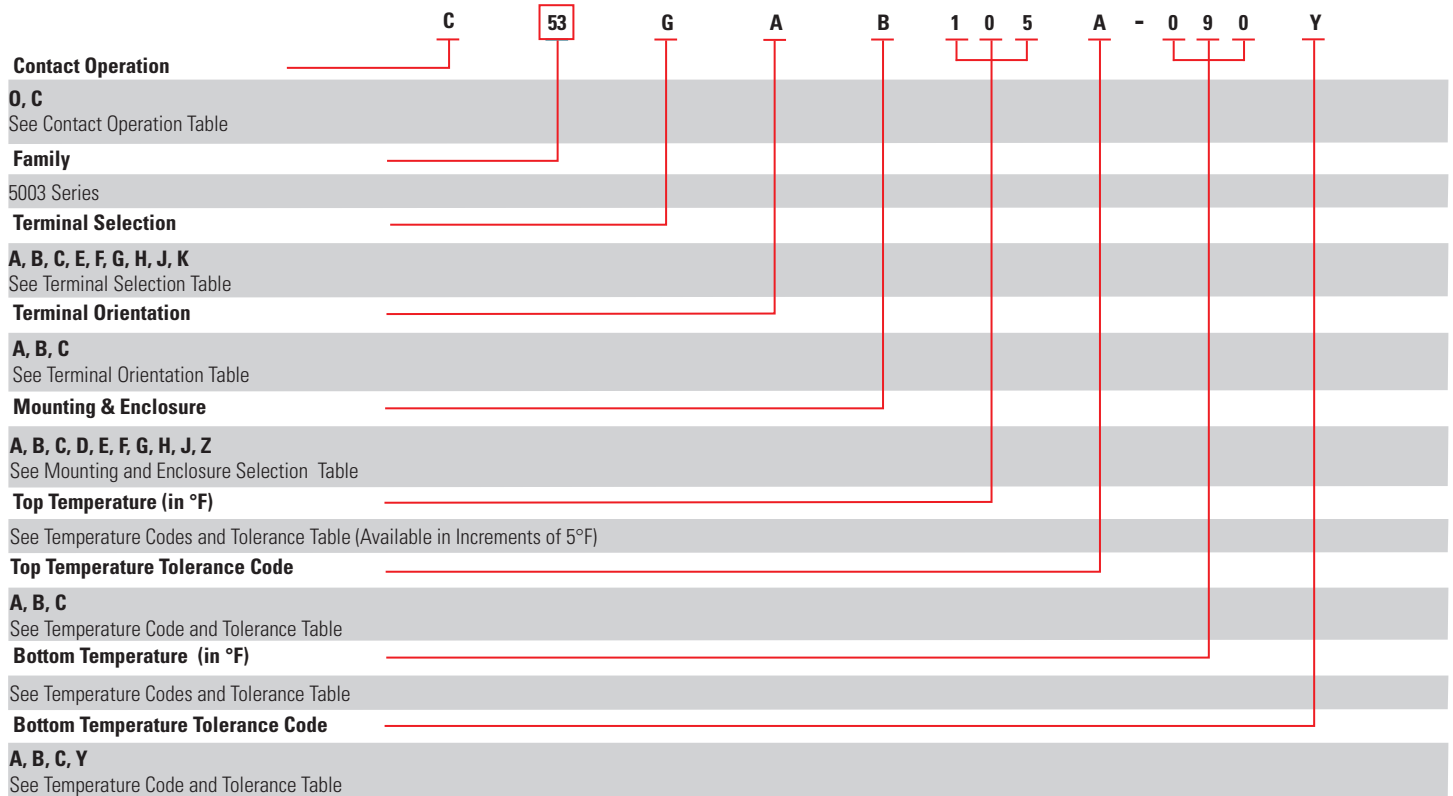 C 53 G A B 1 0 5 A - 0 9 0 Y
Contact Operation
O, C
See Contact Operation Table
Family
5003 Series
Terminal Selection
A, B, C, E, F, G, H, J, K
See Terminal Selection Table
Terminal Orientation
A, B, C
See Terminal Orientation Table
Mounting & Enclosure
A, B, C, D, E, F, G, H, J, Z
See Mounting and Enclosure Selection Table
Top Temperature (in °F)
See Temperature Codes and Tolerance Table (Available in Increments of 5°F)
Top Temperature Tolerance Code
A, B, C
See Temperature Code and Tolerance Table
Bottom Temperature (in °F)
See Temperature Codes and Tolerance Table
Bottom Temperature Tolerance Code
A, B, C, Y
See Temperature Code and Tolerance Table